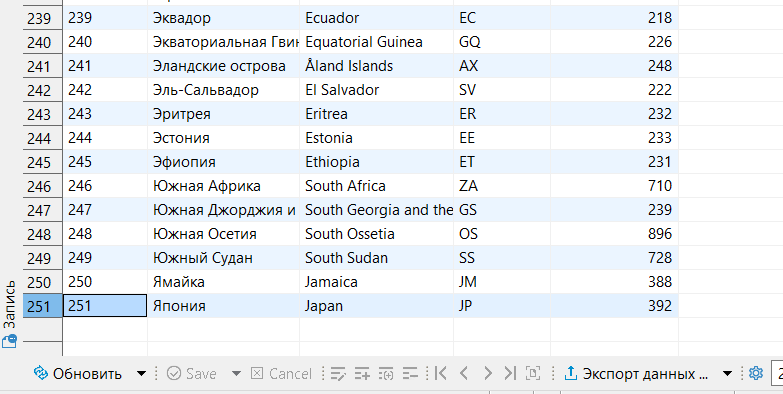 239 239 Эквадор Ecuador EC 218
240 240 Экваториальная Гвин Equatorial Guinea GQ 226
241 241 Эландские острова Åland Islands AX 248
242 242 Эль-Сальвадор El Salvador SV 222
243 243 Эритрея Eritrea ER 232
244 244 Эстония Estonia EE 233
245 245 Эфиопия Ethiopia ET 231
246 246 Южная Африка South Africa ZA 710
247 247 Южная Джорджия и South Georgia and the GS 239
248 248 Южная Осетия South Ossetia OS 896
249 249 Южный Судан South Sudan SS 728
250 250 Ямайка Jamaica JM 388
251 251 Япония Japan JP 392
Запись
Обновить Save Cancel Экспорт данных ... 2